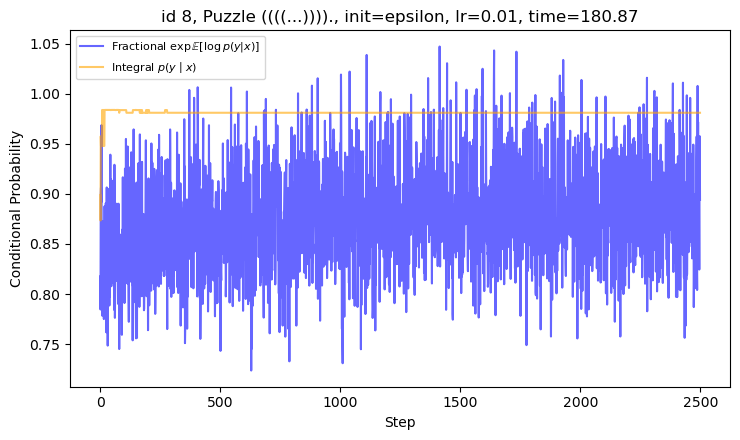 id 8, Puzzle ((((...))))., init=epsilon, lr=0.01, time=180.87
Fractional exp𝔼[log p(y|x)]
Integral p(y | x)
Conditional Probability
1.05
1.00
0.95
0.90
0.85
0.80
0.75
0
500
1000
1500
2000
2500
Step